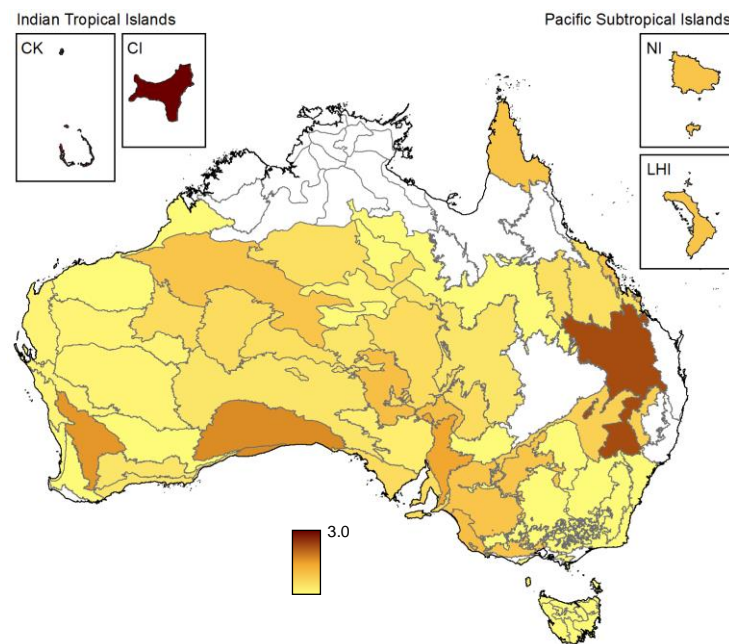 Indian Tropical Islands
Pacific Subtropical Islands
CK
CI
NI
LHI
3.0